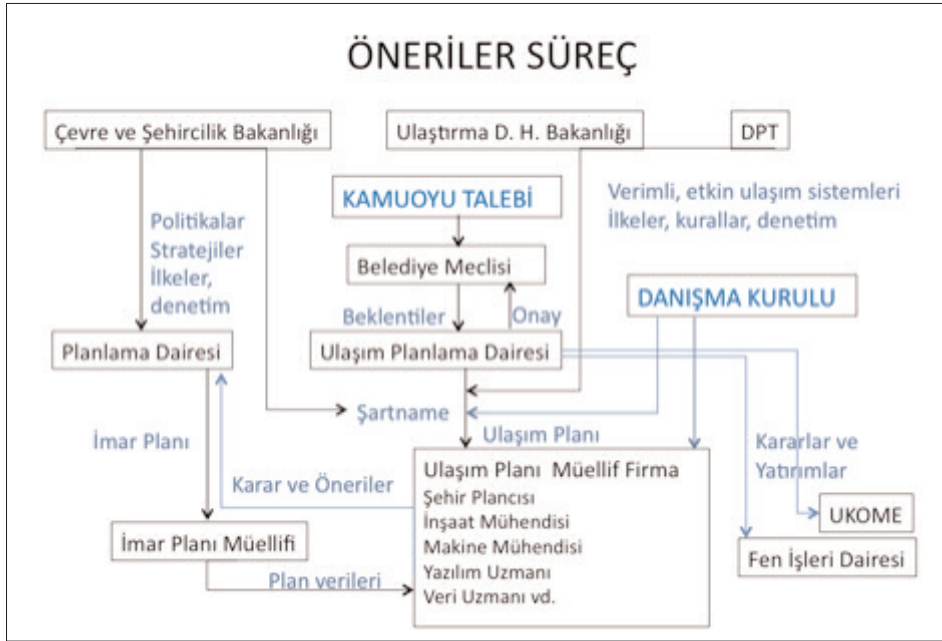 ÖNERİLER SÜREÇ
Çevre ve Şehircilik Bakanlığı
Ulaştırma D. H. Bakanlığı
DPT
KAMUOYU TALEBİ
Verimli, etkin ulaşım sistemleri
İlkeler, kurallar, denetim
Politikalar
Stratejiler
İlkeler,
denetim
Belediye Meclisi
DANIŞMA KURULU
Beklentiler
Onay
Planlama Dairesi
Ulaşım Planlama Dairesi
Şartname
Ulaşım Planı
İmar Planı
Kararlar ve
Yatırımlar
Karar ve Öneriler
Ulaşım Planı Müellif Firma
Şehir Plancısı
İnşaat Mühendisi
Makine Mühendisi
Yazılım Uzmanı
Veri Uzmanı vd.
UKOME
İmar Planı Müellifi
Fen İşleri Dairesi
Plan verileri